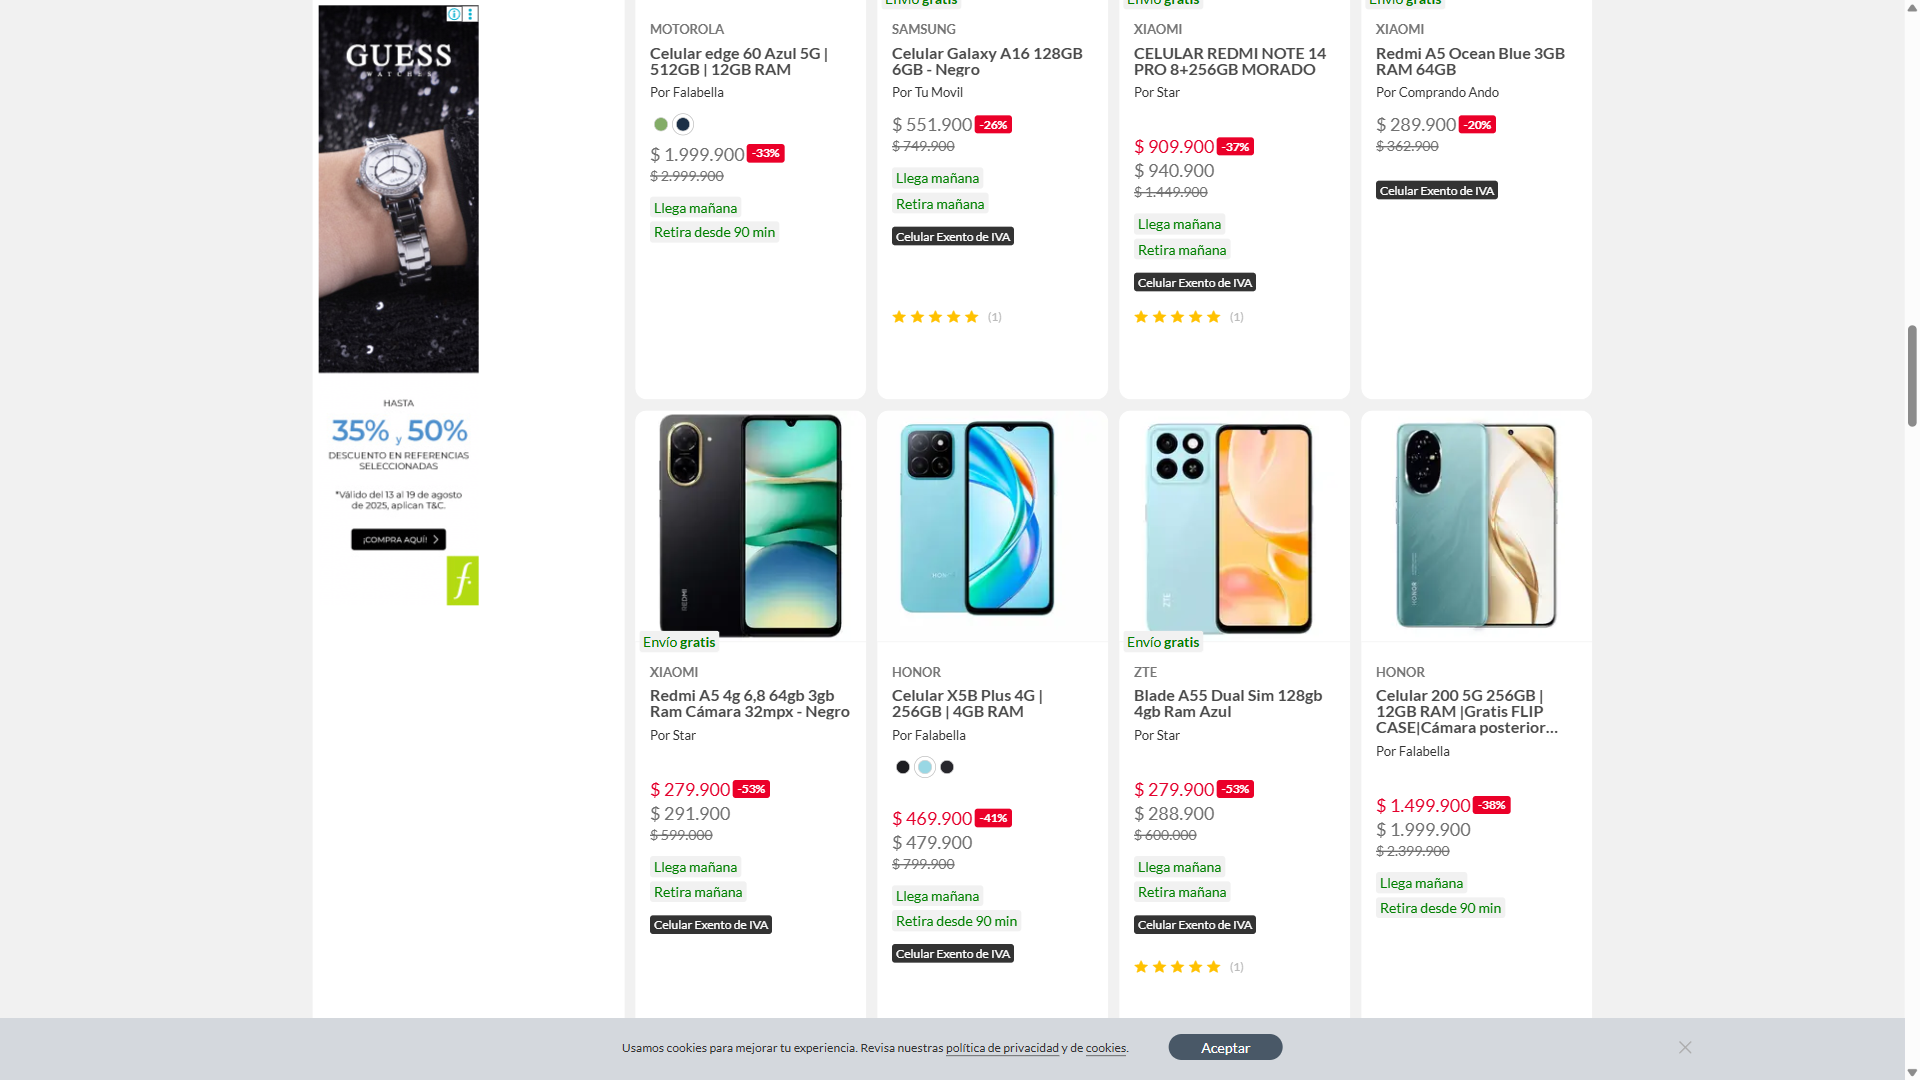 GUESS
WATCHES
HASTA
35% y 50%
DESCUENTO EN REFERENCIAS
SELECCIONADAS
*Válido del 13 al 19 de agosto
de 2025, aplican T&C.
¡COMPRA AQUÍ!
f.
MOTOROLA
Celular edge 60 Azul 5G |
512GB | 12GB RAM
Por Falabella
$ 1.999.900 -33%
$ 2.999.900
Llega mañana
Retira desde 90 min
Envío gratis
SAMSUNG
Celular Galaxy A16 128GB
6GB - Negro
Por Tu Movil
$ 551.900 -26%
$ 749.900
Llega mañana
Retira mañana
Celular Exento de IVA
(1)
Envío gratis
XIAOMI
CELULAR REDMI NOTE 14
PRO 8+256GB MORADO
Por Star
$ 909.900 -37%
$ 940.900
$ 1.449.900
Llega mañana
Retira mañana
Celular Exento de IVA
(1)
Envío gratis
XIAOMI
Redmi A5 Ocean Blue 3GB
RAM 64GB
Por Comprando Ando
$ 289.900 -20%
$ 362.900
Celular Exento de IVA
REDMI
Envío gratis
XIAOMI
Redmi A5 4g 6,8 64gb 3gb
Ram Cámara 32mpx - Negro
Por Star
$ 279.900 -53%
$ 291.900
$ 599.000
Llega mañana
Retira mañana
Celular Exento de IVA
HONOR
HONOR
Celular X5B Plus 4G |
256GB | 4GB RAM
Por Falabella
$ 469.900 -41%
$ 479.900
$ 799.900
Llega mañana
Retira desde 90 min
Celular Exento de IVA
ZTE
Envío gratis
ZTE
Blade A55 Dual Sim 128gb
4gb Ram Azul
Por Star
$ 279.900 -53%
$ 288.900
$ 600.000
Llega mañana
Retira mañana
Celular Exento de IVA
(1)
HONOR
HONOR
Celular 200 5G 256GB |
12GB RAM |Gratis FLIP
CASE|Cámara posterior...
Por Falabella
$ 1.499.900 -38%
$ 1.999.900
$ 2.399.900
Llega mañana
Retira desde 90 min
Usamos cookies para mejorar tu experiencia. Revisa nuestras política de privacidad y de cookies.
Aceptar